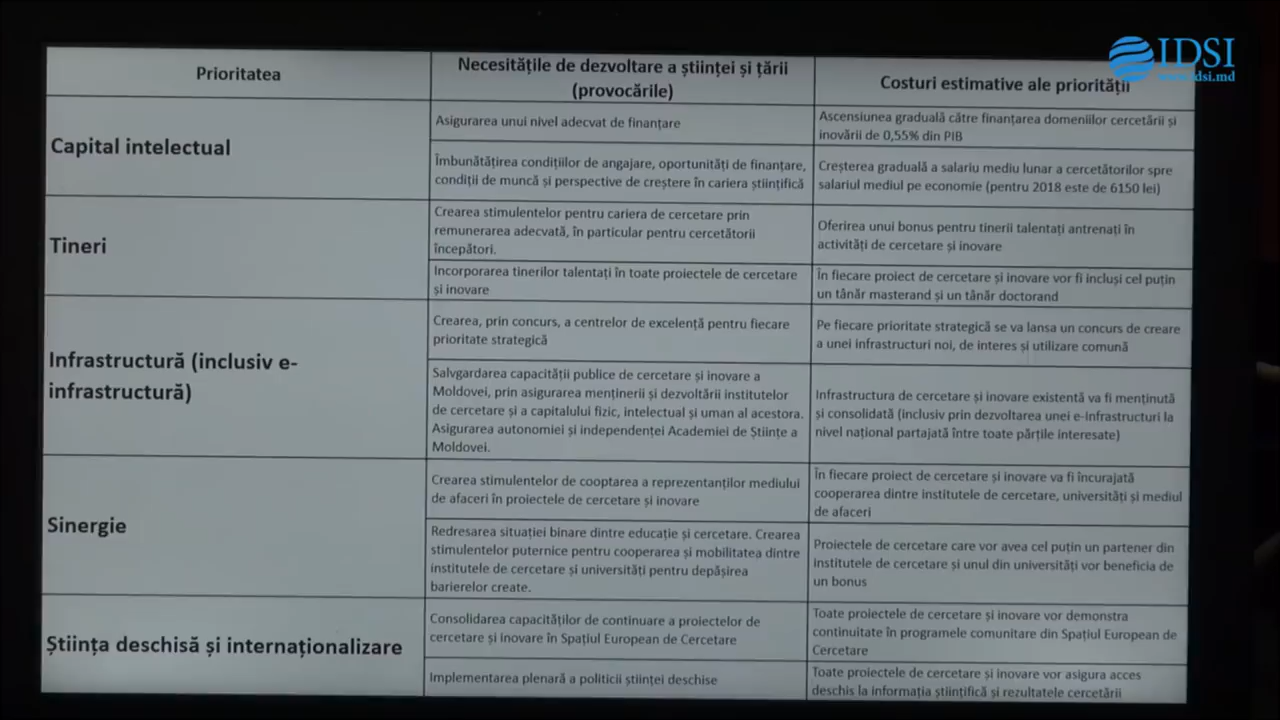 IDSI
www.idsi.md
Prioritatea
Necesitățile de dezvoltare a științei și țării
(provocările)
Costuri estimative ale priorității
Capital intelectual
Asigurarea unui nivel adecvat de finanțare
Ascensiunea graduală către finanțarea domeniilor cercetării și
inovării de 0,55% din PIB
Îmbunătățirea condițiilor de angajare, oportunități de finanțare,
condiții de muncă și perspective de creștere în cariera științifică
Creșterea graduală a salariu mediu lunar a cercetătorilor spre
salariul mediul pe economie (pentru 2018 este de 6150 lei)
Tineri
Crearea stimulentelor pentru cariera de cercetare prin
remunerarea adecvată, în particular pentru cercetătorii
începători.
Oferirea unui bonus pentru tinerii talentați antrenați în
activități de cercetare și inovare
Incorporarea tinerilor talentați în toate proiectele de cercetare
și inovare
În fiecare proiect de cercetare și inovare vor fi incluși cel puțin
un tânăr masterand și un tânăr doctorand
Infrastructură (inclusiv e-
infrastructură)
Crearea, prin concurs, a centrelor de excelență pentru fiecare
prioritate strategică
Pe fiecare prioritate strategică se va lansa un concurs de creare
a unei infrastructuri noi, de interes și utilizare comună
Salvgardarea capacității publice de cercetare și inovare a
Moldovei, prin asigurarea menținerii și dezvoltării institutelor
de cercetare și a capitalului fizic, intelectual și uman al acestora.
Asigurarea autonomiei și independenței Academiei de Științe a
Moldovei.
Infrastructura de cercetare și inovare existentă va fi menținută
și consolidată (inclusiv prin dezvoltarea unei e-Infrastructuri la
nivel național partajată între toate părțile interesate)
Sinergie
Crearea stimulentelor de cooptarea a reprezentanților mediului
de afaceri în proiectele de cercetare și inovare
În fiecare proiect de cercetare și inovare va fi încurajată
cooperarea dintre institutele de cercetare, universități și mediul
de afaceri
Redresarea situației binare dintre educație și cercetare. Crearea
stimulentelor puternice pentru cooperarea și mobilitatea dintre
institutele de cercetare și universități pentru depășirea
barierelor create.
Proiectele de cercetare care vor avea cel puțin un partener din
institutele de cercetare și unul din universități vor beneficia de
un bonus
Știința deschisă și internaționalizare
Consolidarea capacităților de continuare a proiectelor de
cercetare și inovare în Spațiul European de Cercetare
Toate proiectele de cercetare și inovare vor demonstra
continuitate în programele comunitare din Spațiul European de
Cercetare
Implementarea plenară a politicii științei deschise
Toate proiectele de cercetare și inovare vor asigura acces
deschis la informația științifică și rezultatele cercetării